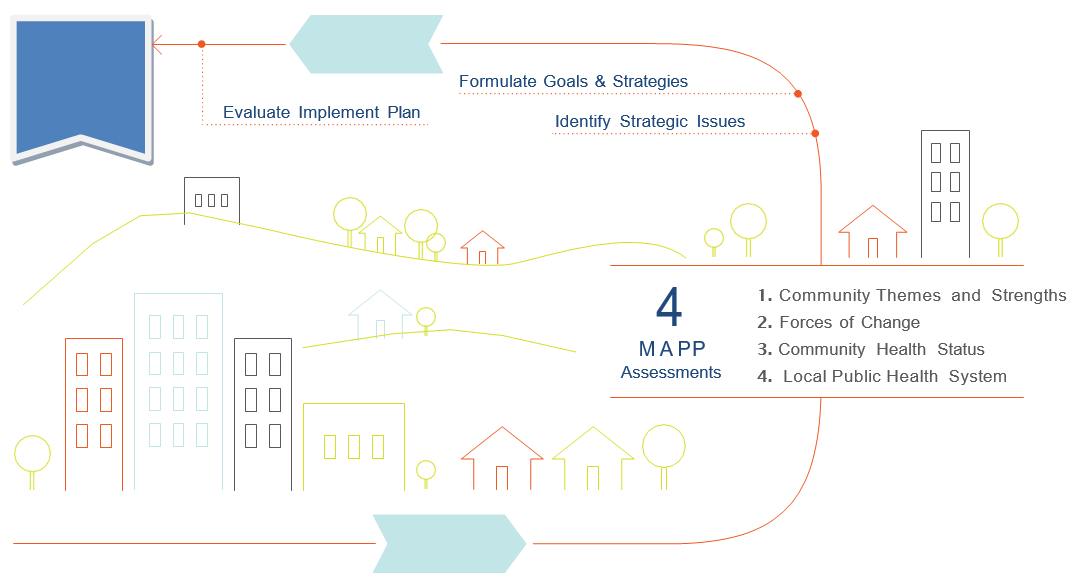 Formulate Goals & Strategies
Evaluate Implement Plan
Identify Strategic Issues
4
MAPP
Assessments
1. Community Themes and Strengths
2. Forces of Change
3. Community Health Status
4. Local Public Health System